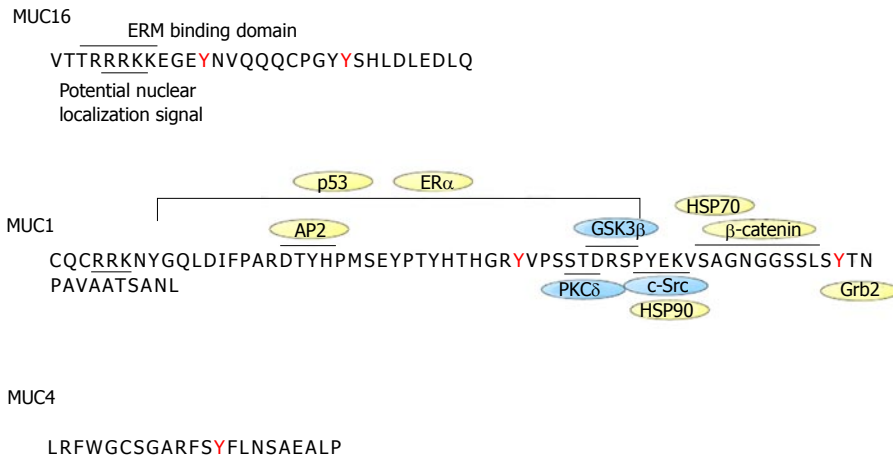 MUC16
ERM binding domain
VTTRRRKKEGEYNVQQQCPGYYSHLDLEDLQ
Potential nuclear
localization signal
p53 ERα
HSP70
MUC1 AP2 GSK3β β-catenin
CQCRRKNYGQLDIFPARDTYHPMSEYPTYHTHGRYVPSSTDRSPYEKVSAGNGGSSLSYTN
PAVAATSANL
PKCδ c-Src Grb2
HSP90
MUC4
LRFWGCSGARFSYFLNSAEALP